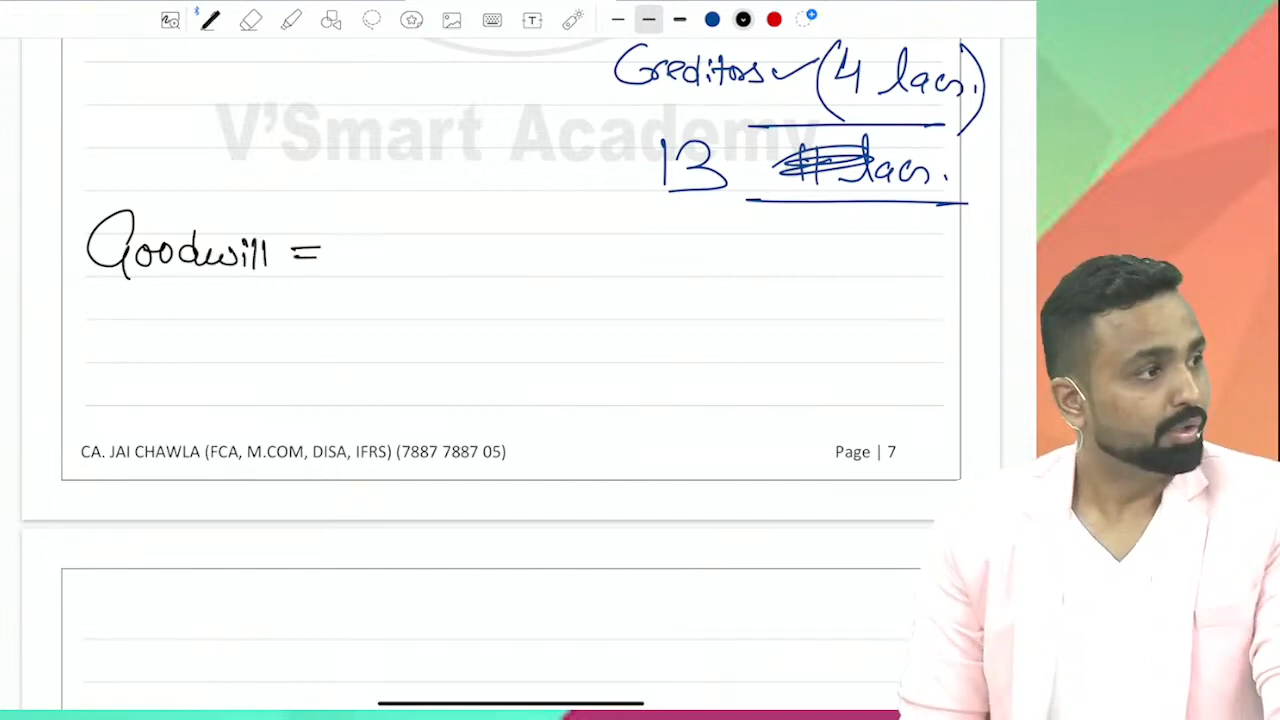 Creditors (4 lacs.)
V'Smart Academy
13 lacs.
Goodwill =
CA. JAI CHAWLA (FCA, M.COM, DISA, IFRS) (7887 7887 05)
Page | 7